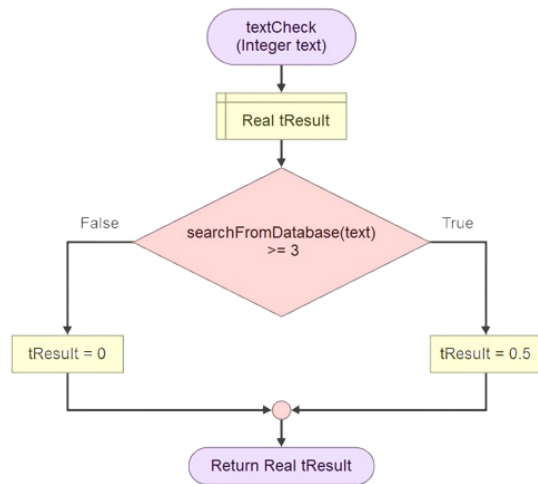 textCheck
(Integer text)
Real tResult
searchFromDatabase(text)
>= 3
False
True
tResult = 0
tResult = 0.5
Return Real tResult